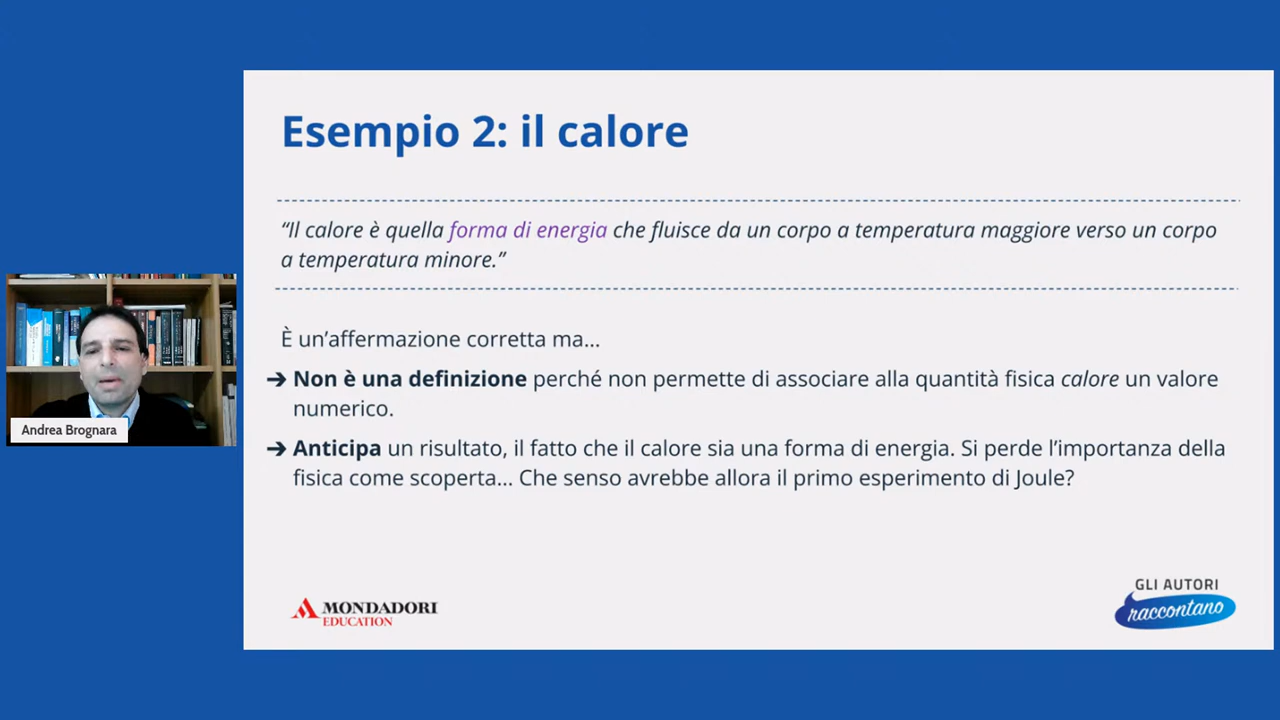 Esempio 2: il calore
“Il calore è quella forma di energia che fluisce da un corpo a temperatura maggiore verso un corpo
a temperatura minore.”
È un’affermazione corretta ma...
➔ Non è una definizione perché non permette di associare alla quantità fisica calore un valore
numerico.
➔ Anticipa un risultato, il fatto che il calore sia una forma di energia. Si perde l’importanza della
fisica come scoperta... Che senso avrebbe allora il primo esperimento di Joule?
Andrea Brognara
MONDADORI
EDUCATION
GLI AUTORI
raccontano